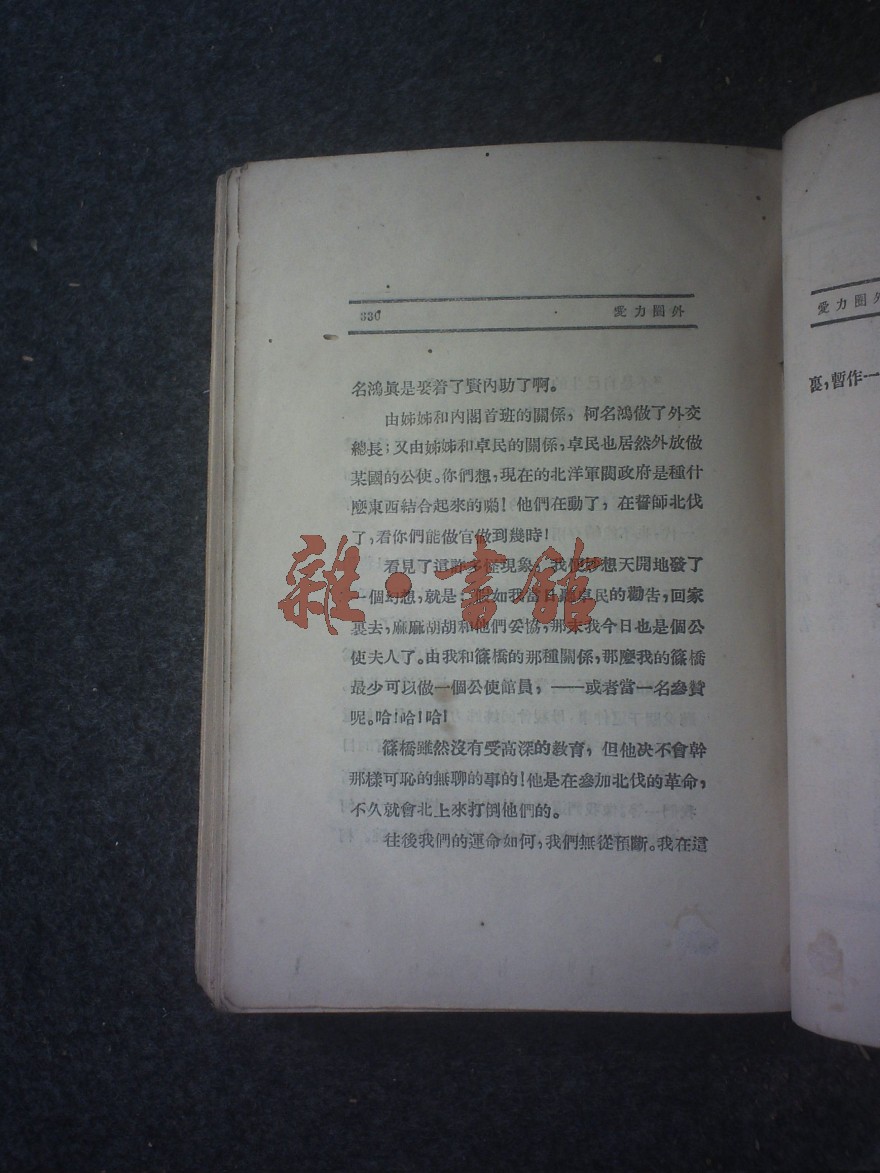 330 愛力圈外
名鴻眞是娶着了賢內助了啊。
由姊姊和內閣首班的關係,柯名鴻做了外交
總長;又由姊姊和卓民的關係,卓民也居然外放做
某國的公使。你們想,現在的北洋軍閥政府是種什
麼東西結合起來的喲!他們在動了,在誓師北伐
了,看你們能做官做到幾時!
看見了這許多怪現象,我便妙想天開地發了
一個幻想,就是:假如我當日聽卓民的勸告,回家
裏去,麻麻胡胡和他們妥協,那末我今日也是個公
使夫人了。由我和篠橋的那種關係,那麼我的篠橋
最少可以做一個公使館員,——或者當一名參贊
呢。哈!哈!哈!
篠橋雖然沒有受高深的教育,但他決不會幹
那樣可恥的無聊的事的!他是在參加北伐的革命,
不久就會北上來打倒他們的。
往後我們的運命如何,我們無從預斷。我在這
雜·書館
愛力圈外
裏,暫作一